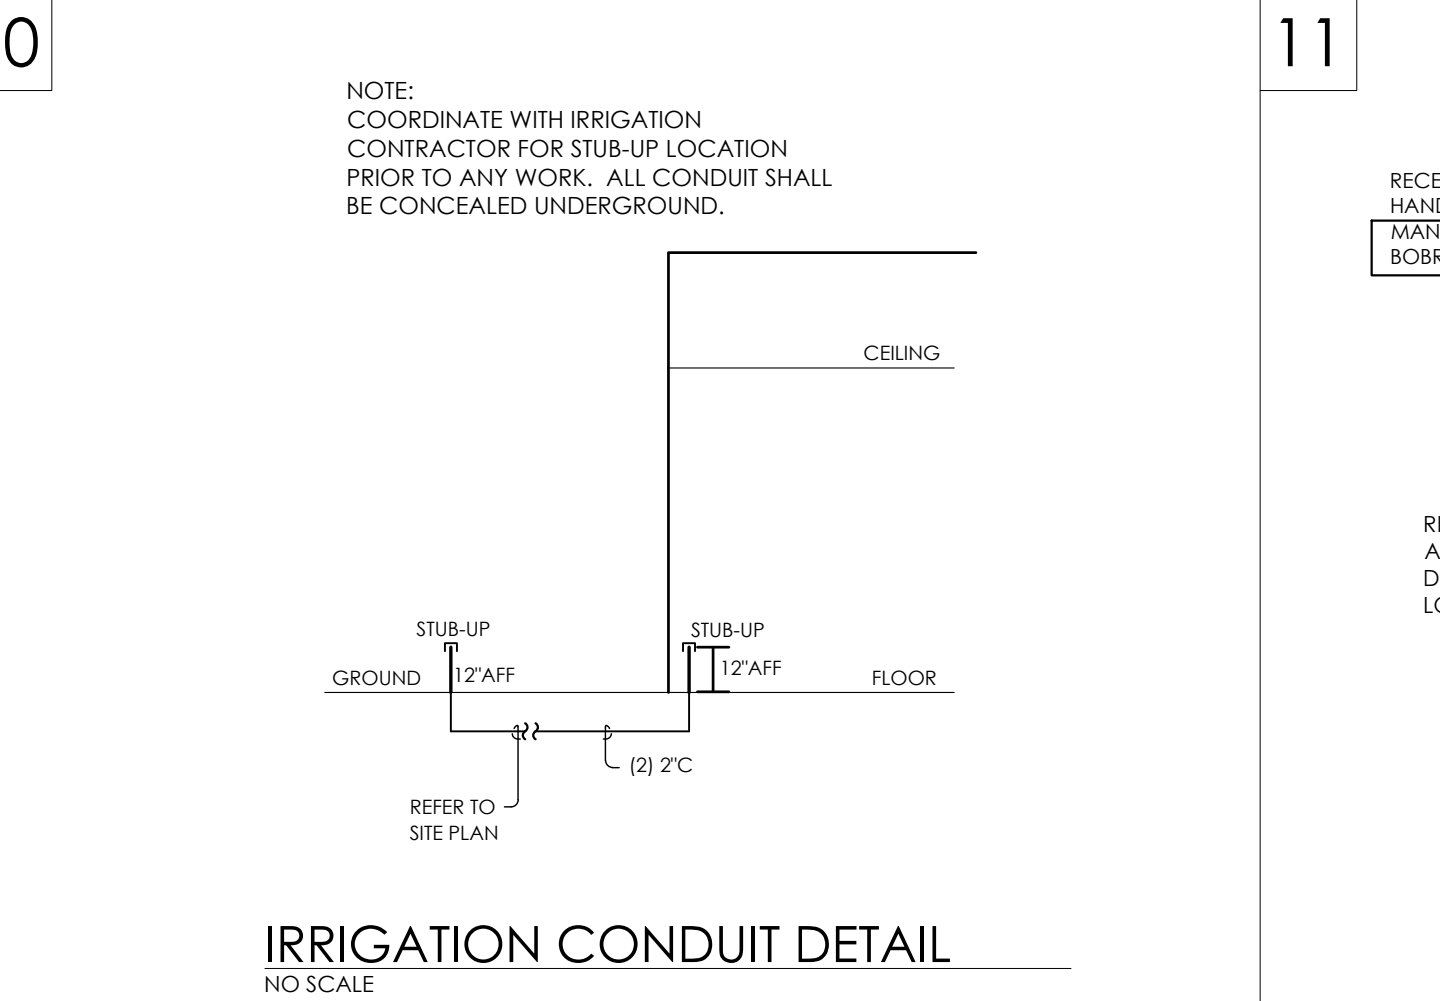 0
NOTE:
COORDINATE WITH IRRIGATION
CONTRACTOR FOR STUB-UP LOCATION
PRIOR TO ANY WORK.  ALL CONDUIT SHALL
BE CONCEALED UNDERGROUND.
CEILING
STUB-UP
STUB-UP
GROUND
12"AFF
12"AFF
FLOOR
(2) 2"C
REFER TO
SITE PLAN
IRRIGATION CONDUIT DETAIL
NO SCALE
11